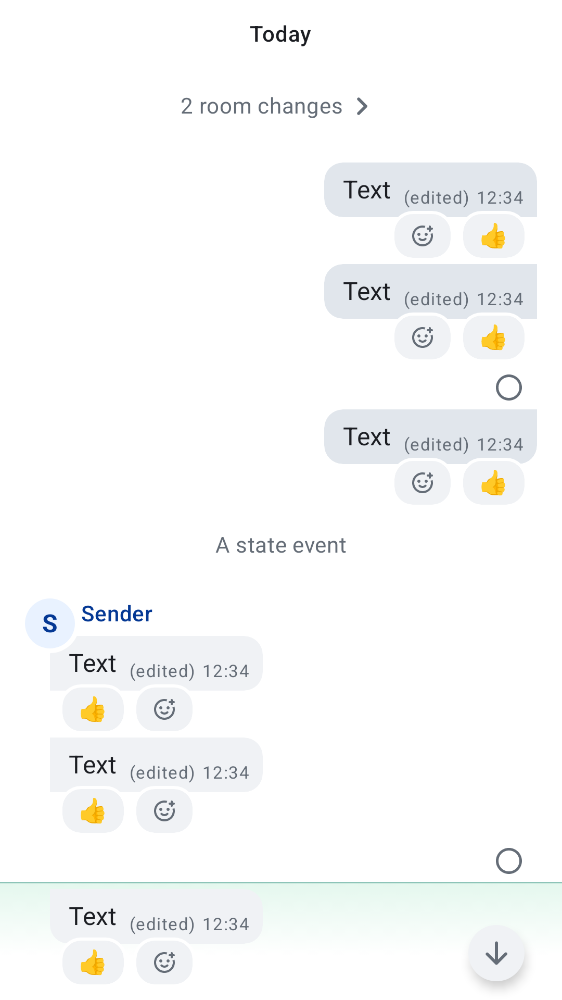 Today
2 room changes
Text (edited) 12:34
👍
Text (edited) 12:34
👍
Text (edited) 12:34
👍
A state event
S Sender
Text (edited) 12:34
👍
Text (edited) 12:34
👍
Text (edited) 12:34
👍